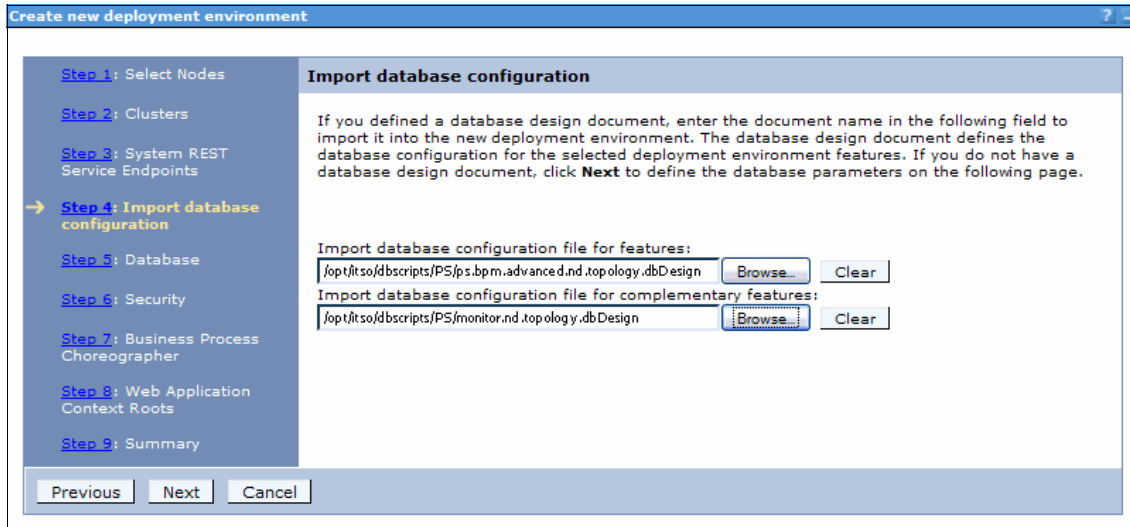 Create new deployment environment
? -
Step 1: Select Nodes
Step 2: Clusters
Step 3: System REST
Service Endpoints
Step 4: Import database
configuration
Step 5: Database
Step 6: Security
Step 7: Business Process
Choreographer
Step 8: Web Application
Context Roots
Step 9: Summary
Import database configuration
If you defined a database design document, enter the document name in the following field to
import it into the new deployment environment. The database design document defines the
database configuration for the selected deployment environment features. If you do not have a
database design document, click Next to define the database parameters on the following page.
Import database configuration file for features:
/opt/itso/dbscripts/PS/ps.bpm.advanced.nd.topology.dbDesign Browse... Clear
Import database configuration file for complementary features:
/opt/itso/dbscripts/PS/monitor.nd.topology.dbDesign Browse... Clear
Previous Next Cancel